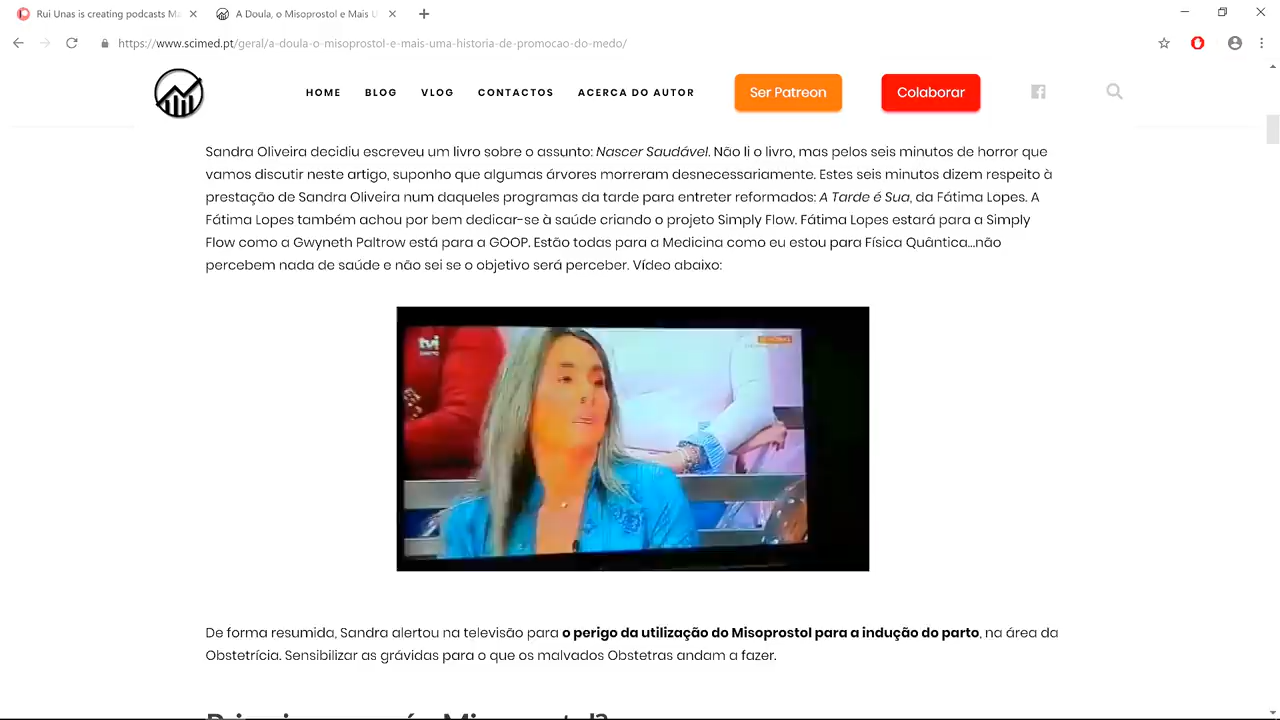 Rui Unas is creating podcasts Ma
A Doula, o Misoprostol e Mais U
https://www.scimed.pt/geral/a-doula-o-misoprostol-e-mais-uma-historia-de-promocao-do-medo/
HOME BLOG VLOG CONTACTOS ACERCA DO AUTOR Ser Patreon Colaborar
Sandra Oliveira decidiu escreveu um livro sobre o assunto: Nascer Saudável. Não li o livro, mas pelos seis minutos de horror que
vamos discutir neste artigo, suponho que algumas árvores morreram desnecessariamente. Estes seis minutos dizem respeito à
prestação de Sandra Oliveira num daqueles programas da tarde para entreter reformados: A Tarde é Sua, da Fátima Lopes. A
Fátima Lopes também achou por bem dedicar-se à saúde criando o projeto Simply Flow. Fátima Lopes estará para a Simply
Flow como a Gwyneth Paltrow está para a GOOP. Estão todas para a Medicina como eu estou para Física Quântica...não
percebem nada de saúde e não sei se o objetivo será perceber. Vídeo abaixo:
tvi
De forma resumida, Sandra alertou na televisão para o perigo da utilização do Misoprostol para a indução do parto, na área da
Obstetrícia. Sensibilizar as grávidas para o que os malvados Obstetras andam a fazer.